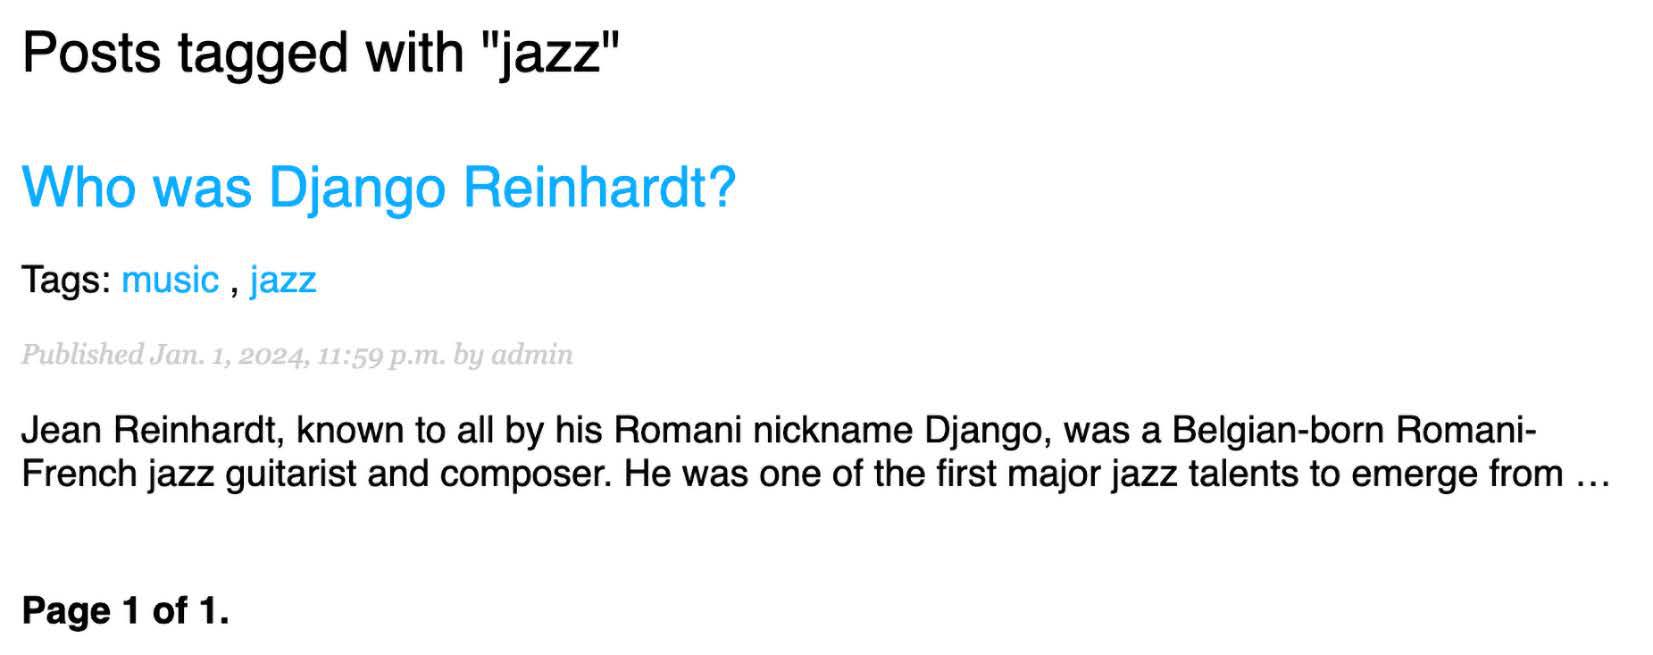 Posts tagged with "jazz"
Who was Django Reinhardt?
Tags: music , jazz
Published Jan. 1, 2024, 11:59 p.m. by admin
Jean Reinhardt, known to all by his Romani nickname Django, was a Belgian-born Romani-
French jazz guitarist and composer. He was one of the first major jazz talents to emerge from …
Page 1 of 1.